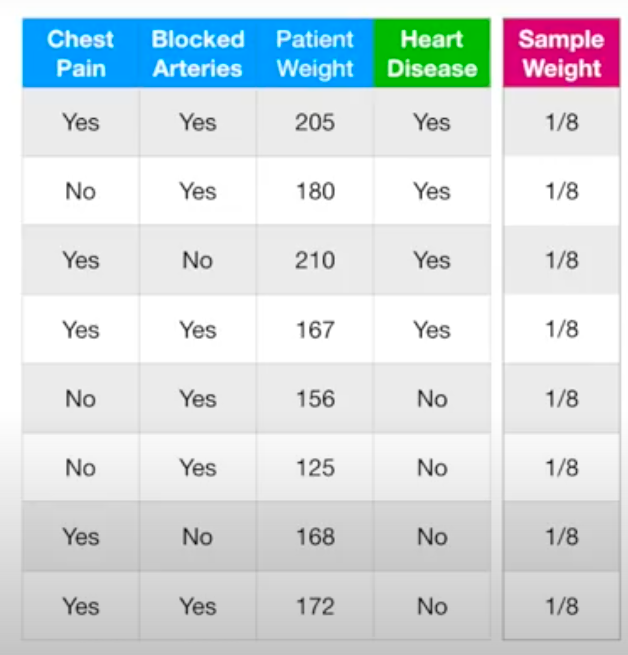 Chest Pain Blocked Arteries Patient Weight Heart Disease Sample Weight
Yes Yes 205 Yes 1/8
No Yes 180 Yes 1/8
Yes No 210 Yes 1/8
Yes Yes 167 Yes 1/8
No Yes 156 No 1/8
No Yes 125 No 1/8
Yes No 168 No 1/8
Yes Yes 172 No 1/8